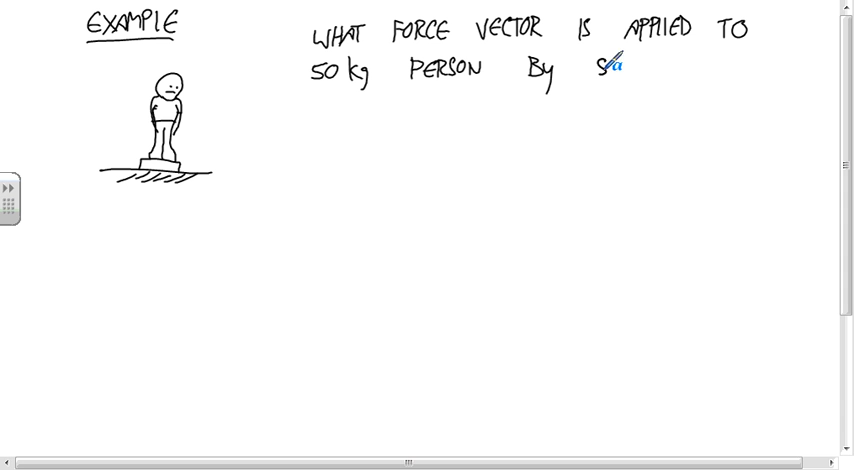 EXAMPLE
WHAT FORCE VECTOR IS APPLIED TO
50 kg PERSON By S